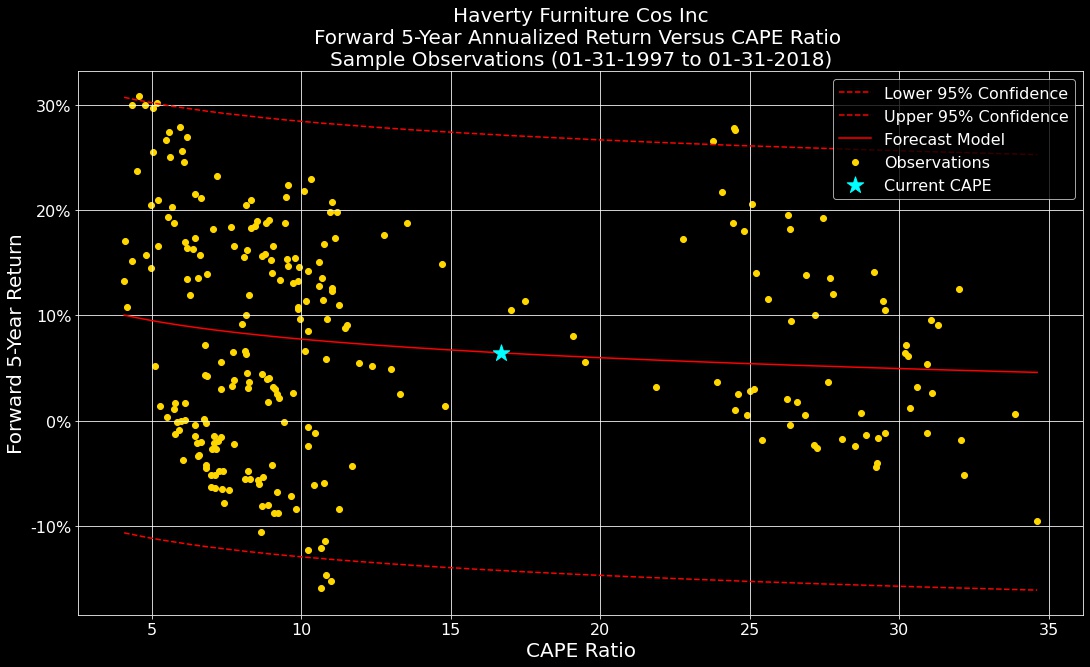 Haverty Furniture Cos Inc
Forward 5-Year Annualized Return Versus CAPE Ratio
Sample Observations (01-31-1997 to 01-31-2018)
Lower 95% Confidence
Upper 95% Confidence
Forecast Model
Observations
Current CAPE
Forward 5-Year Return
30%
20%
10%
0%
-10%
5
10
15
20
25
30
35
CAPE Ratio